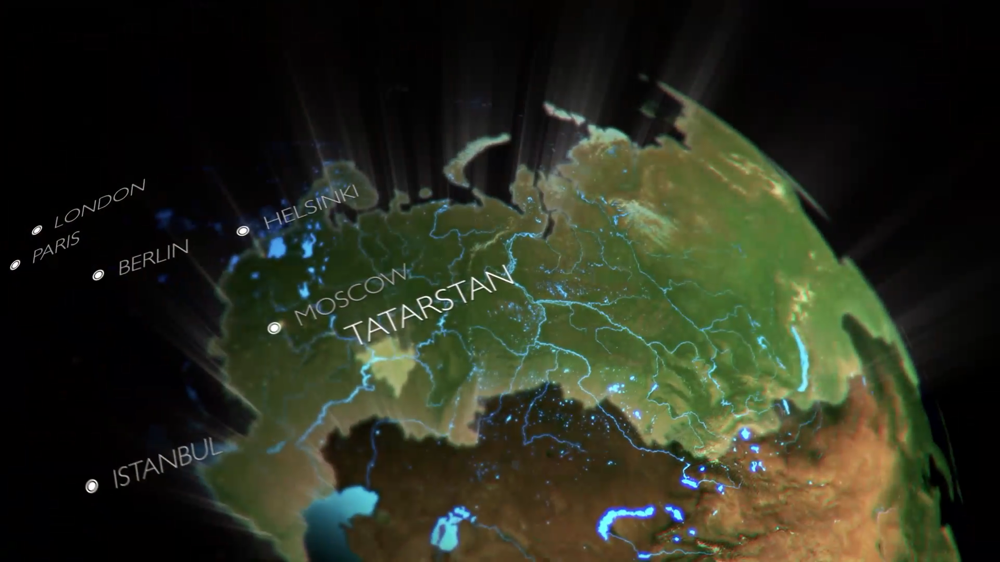 LONDON
PARIS
HELSINKI
BERLIN
MOSCOW
TATARSTAN
ISTANBUL